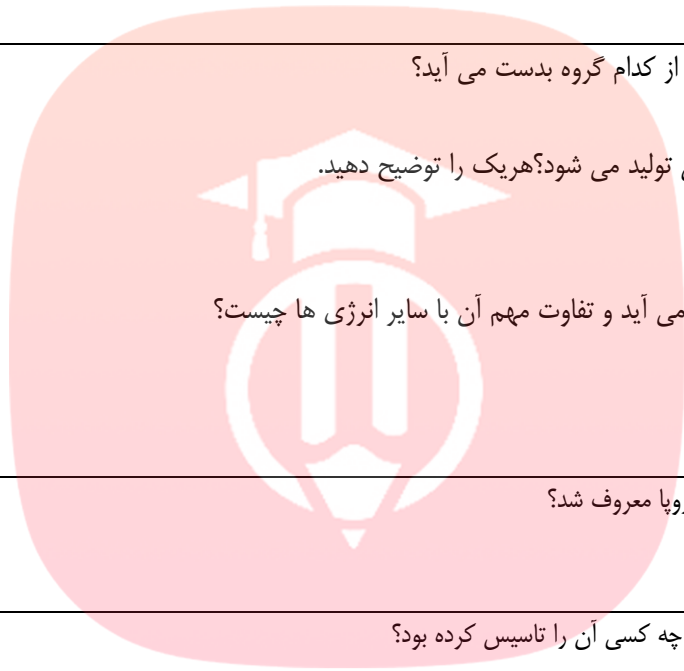 از کدام گروه بدست می آید؟
تولید می شود؟هریک را توضیح دهید.
می آید و تفاوت مهم آن با سایر انرژی ها چیست؟
معروف شد؟
چه کسی آن را تاسیس کرده بود؟